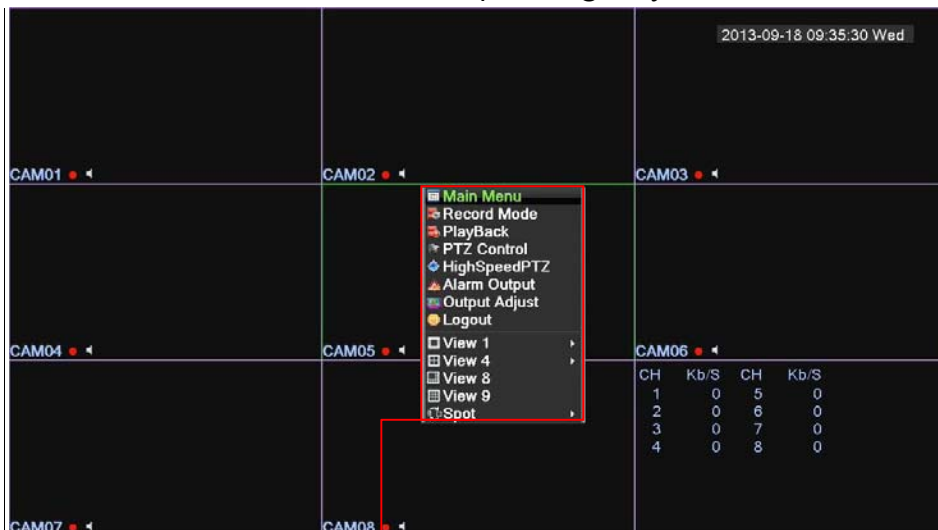 2013-09-18 09:35:30 Wed
CAM01
CAM02
CAM03
Main Menu
Record Mode
PlayBack
PTZ Control
HighSpeedPTZ
Alarm Output
Output Adjust
Logout
View 1
View 4
View 8
View 9
Spot
CAM04
CAM05
CAM06
CH Kb/S CH Kb/S
1 0 5 0
2 0 6 0
3 0 7 0
4 0 8 0
CAM07
CAM08